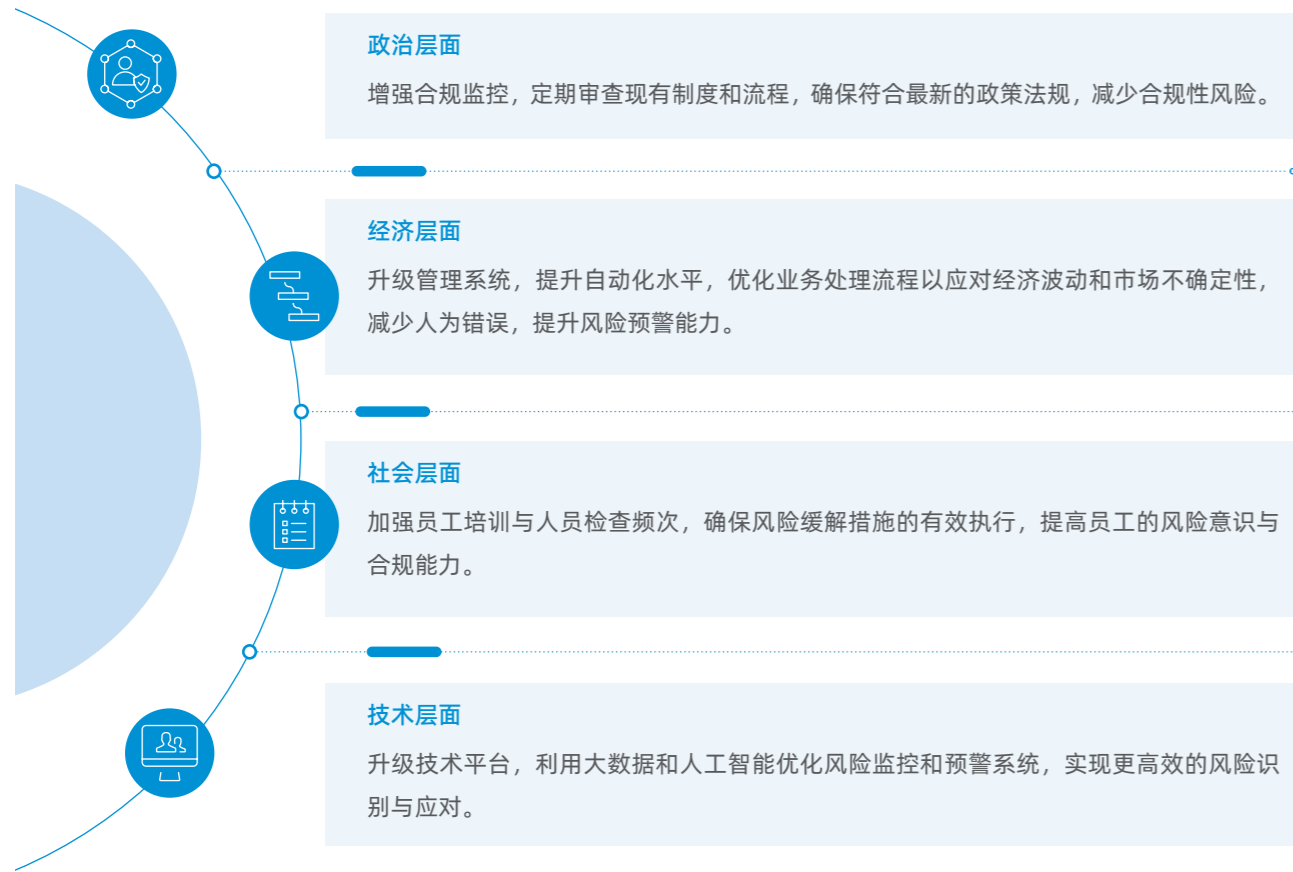 政治层面
增强合规监控，定期审查现有制度和流程，确保符合最新的政策法规，减少合规性风险。
经济层面
升级管理系统，提升自动化水平，优化业务处理流程以应对经济波动和市场不确定性，
减少人为错误，提升风险预警能力。
社会层面
加强员工培训与人员检查频次，确保风险缓解措施的有效执行，提高员工的风险意识与
合规能力。
技术层面
升级技术平台，利用大数据和人工智能优化风险监控和预警系统，实现更高效的风险识
别与应对。